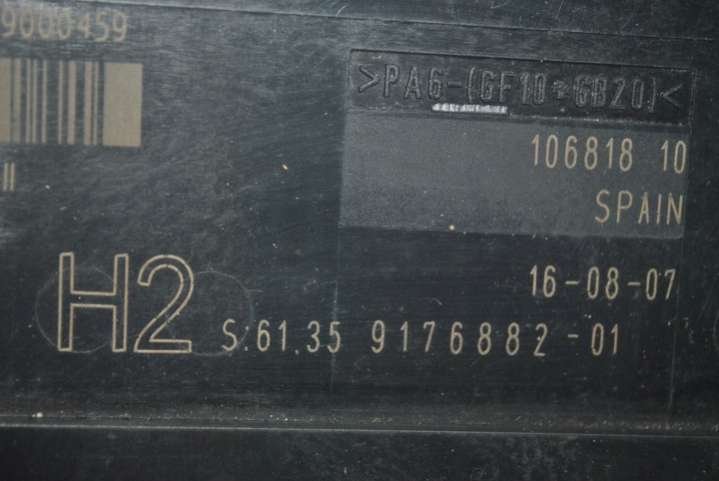 9000459
>PA6-(GF10+GB20)<
106818 10
SPAIN
16-08-07
H2
S:61.35 9176882-01